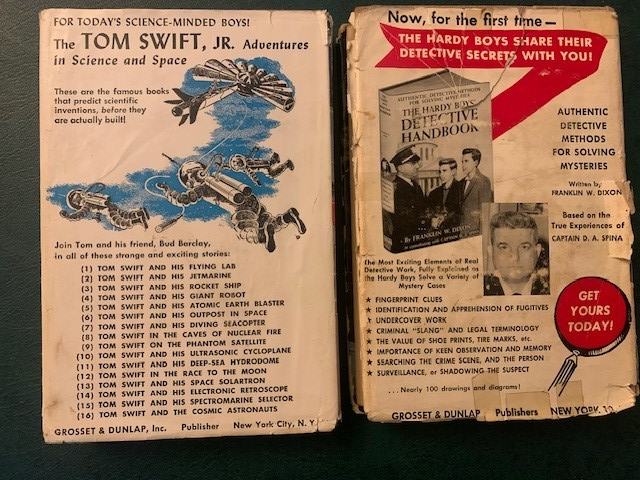 FOR TODAY'S SCIENCE-MINDED BOYS!
The TOM SWIFT, JR. Adventures
in Science and Space
These are the famous books
that predict scientific
inventions, before they
are actually built!
Join Tom and his friend, Bud Barclay,
in all of these strange and exciting stories:
(1) TOM SWIFT AND HIS FLYING LAB
(2) TOM SWIFT AND HIS JETMARINE
(3) TOM SWIFT AND HIS ROCKET SHIP
(4) TOM SWIFT AND HIS GIANT ROBOT
(5) TOM SWIFT AND HIS ATOMIC EARTH BLASTER
(6) TOM SWIFT AND HIS OUTPOST IN SPACE
(7) TOM SWIFT AND HIS DIVING SEACOPTER
(8) TOM SWIFT IN THE CAVES OF NUCLEAR FIRE
(9) TOM SWIFT ON THE PHANTOM SATELLITE
(10) TOM SWIFT AND HIS ULTRASONIC CYCLOPLANE
(11) TOM SWIFT AND HIS DEEP-SEA HYDRODOME
(12) TOM SWIFT IN THE RACE TO THE MOON
(13) TOM SWIFT AND HIS SPACE SOLARTRON
(14) TOM SWIFT AND HIS ELECTRONIC RETROSCOPE
(15) TOM SWIFT AND HIS SPECTROMARINE SELECTOR
(16) TOM SWIFT AND THE COSMIC ASTRONAUTS
GROSSET & DUNLAP, Inc. Publisher New York City, N. Y.
Now, for the first time—
THE HARDY BOYS SHARE THEIR
DETECTIVE SECRETS WITH YOU!
AUTHENTIC DETECTIVE METHODS
FOR SOLVING MYSTERIES
THE HARDY BOYS
DETECTIVE
HANDBOOK
By FRANKLIN W. DIXON
AUTHENTIC
DETECTIVE
METHODS
FOR SOLVING
MYSTERIES
Written by
FRANKLIN W. DIXON
Based on the
True Experiences of
CAPTAIN D. A. SPINA
The Most Exciting Elements of Real
Detective Work, Fully Explained as
the Hardy Boys Solve a Variety of
Mystery Cases
★ FINGERPRINT CLUES
★ IDENTIFICATION AND APPREHENSION OF FUGITIVES
★ UNDERCOVER WORK
★ CRIMINAL "SLANG" AND LEGAL TERMINOLOGY
★ THE VALUE OF SHOE PRINTS, TIRE MARKS, etc.
★ IMPORTANCE OF KEEN OBSERVATION AND MEMORY
★ SEARCHING THE CRIME SCENE, AND THE PERSON
★ SURVEILLANCE, or SHADOWING THE SUSPECT
...Nearly 100 drawings and diagrams!
GET
YOURS
TODAY!
GROSSET & DUNLAP Publishers NEW YORK, 10